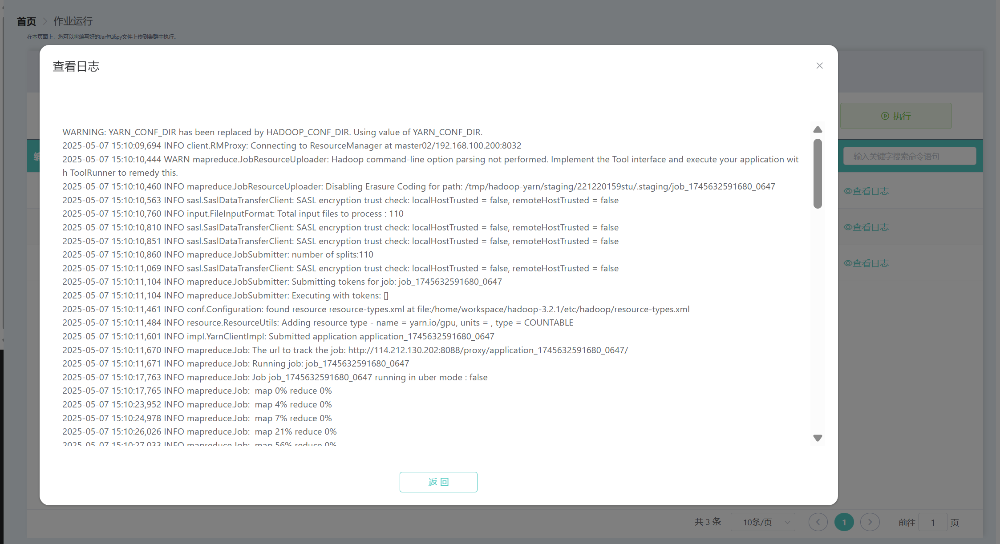 首页 > 作业运行
在本页面上，您可以将编写好的Jar包或py文件上传到集群中执行。
查看日志
执行
输入关键字搜索命令语句
WARNING: YARN_CONF_DIR has been replaced by HADOOP_CONF_DIR. Using value of YARN_CONF_DIR.
2025-05-07 15:10:09,694 INFO client.RMProxy: Connecting to ResourceManager at master02/192.168.100.200:8032
2025-05-07 15:10:10,444 WARN mapreduce.JobResourceUploader: Hadoop command-line option parsing not performed. Implement the Tool interface and execute your application wit
h ToolRunner to remedy this.
2025-05-07 15:10:10,460 INFO mapreduce.JobResourceUploader: Disabling Erasure Coding for path: /tmp/hadoop-yarn/staging/221220159stu/.staging/job_1745632591680_0647
2025-05-07 15:10:10,563 INFO sasl.SaslDataTransferClient: SASL encryption trust check: localHostTrusted = false, remoteHostTrusted = false
2025-05-07 15:10:10,760 INFO input.FileInputFormat: Total input files to process : 110
2025-05-07 15:10:10,810 INFO sasl.SaslDataTransferClient: SASL encryption trust check: localHostTrusted = false, remoteHostTrusted = false
2025-05-07 15:10:10,851 INFO sasl.SaslDataTransferClient: SASL encryption trust check: localHostTrusted = false, remoteHostTrusted = false
2025-05-07 15:10:10,860 INFO mapreduce.JobSubmitter: number of splits:110
2025-05-07 15:10:11,069 INFO sasl.SaslDataTransferClient: SASL encryption trust check: localHostTrusted = false, remoteHostTrusted = false
2025-05-07 15:10:11,104 INFO mapreduce.JobSubmitter: Submitting tokens for job: job_1745632591680_0647
2025-05-07 15:10:11,104 INFO mapreduce.JobSubmitter: Executing with tokens: []
2025-05-07 15:10:11,461 INFO conf.Configuration: found resource resource-types.xml at file:/home/workspace/hadoop-3.2.1/etc/hadoop/resource-types.xml
2025-05-07 15:10:11,484 INFO resource.ResourceUtils: Adding resource type - name = yarn.io/gpu, units = , type = COUNTABLE
2025-05-07 15:10:11,601 INFO impl.YarnClientImpl: Submitted application application_1745632591680_0647
2025-05-07 15:10:11,670 INFO mapreduce.Job: The url to track the job: http://114.212.130.202:8088/proxy/application_1745632591680_0647/
2025-05-07 15:10:11,671 INFO mapreduce.Job: Running job: job_1745632591680_0647
2025-05-07 15:10:17,763 INFO mapreduce.Job: Job job_1745632591680_0647 running in uber mode : false
2025-05-07 15:10:17,765 INFO mapreduce.Job:  map 0% reduce 0%
2025-05-07 15:10:23,952 INFO mapreduce.Job:  map 4% reduce 0%
2025-05-07 15:10:24,978 INFO mapreduce.Job:  map 7% reduce 0%
2025-05-07 15:10:26,026 INFO mapreduce.Job:  map 21% reduce 0%
2025-05-07 15:10:27,033 INFO mapreduce.Job:  map 56% reduce 0%
查看日志
查看日志
查看日志
返 回
共 3 条 10条/页 1 前往 1 页